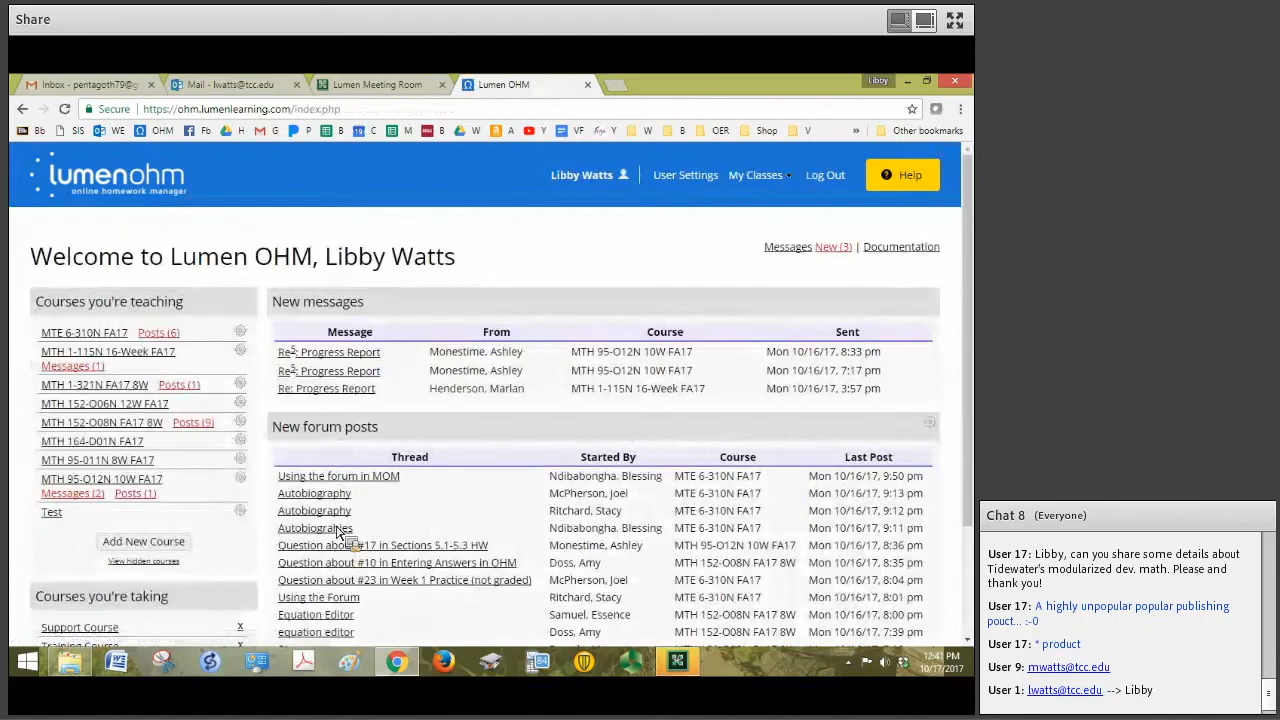 Share
Libby
Inbox - pentagoth79@g
Mail - lwatts@tcc.edu
Lumen Meeting Room
Lumen OHM
Secure
https://ohm.lumenlearning.com/index.php
Bb SIS WE OHM Fb H G P B C M B W A Y VF Y W B OER Shop V » Other bookmarks
lumenohm
online homework manager
Libby Watts
User Settings
My Classes
Log Out
Help
Welcome to Lumen OHM, Libby Watts
Messages New (3) | Documentation
Courses you're teaching
MTE 6-310N FA17 Posts (6)
MTH 1-115N 16-Week FA17
Messages (1)
MTH 1-321N FA17 8W Posts (1)
MTH 152-O06N 12W FA17
MTH 152-O08N FA17 8W Posts (9)
MTH 164-D01N FA17
MTH 95-011N 8W FA17
MTH 95-O12N 10W FA17
Messages (2) Posts (1)
Test
Add New Course
View hidden courses
Courses you're taking
Support Course x
New messages
Message From Course Sent
Re5: Progress Report Monestime, Ashley MTH 95-O12N 10W FA17 Mon 10/16/17, 8:33 pm
Re5: Progress Report Monestime, Ashley MTH 95-O12N 10W FA17 Mon 10/16/17, 7:17 pm
Re: Progress Report Henderson, Marlan MTH 1-115N 16-Week FA17 Mon 10/16/17, 3:57 pm
New forum posts
Thread Started By Course Last Post
Using the forum in MOM Ndibabongha, Blessing MTE 6-310N FA17 Mon 10/16/17, 9:50 pm
Autobiography McPherson, Joel MTE 6-310N FA17 Mon 10/16/17, 9:13 pm
Autobiography Ritchard, Stacy MTE 6-310N FA17 Mon 10/16/17, 9:12 pm
Autobiographies Ndibabongha, Blessing MTE 6-310N FA17 Mon 10/16/17, 9:11 pm
Question about #17 in Sections 5.1-5.3 HW Monestime, Ashley MTH 95-O12N 10W FA17 Mon 10/16/17, 8:36 pm
Question about #10 in Entering Answers in OHM Doss, Amy MTH 152-O08N FA17 8W Mon 10/16/17, 8:35 pm
Question about #23 in Week 1 Practice (not graded) McPherson, Joel MTE 6-310N FA17 Mon 10/16/17, 8:04 pm
Using the Forum Ritchard, Stacy MTE 6-310N FA17 Mon 10/16/17, 8:01 pm
Equation Editor Samuel, Essence MTH 152-O08N FA17 8W Mon 10/16/17, 8:00 pm
equation editor Doss, Amy MTH 152-O08N FA17 8W Mon 10/16/17, 7:39 pm
12:41 PM
10/17/2017
Chat 8 (Everyone)
User 17: Libby, can you share some details about
Tidewater's modularized dev. math. Please and
thank you!
User 17: A highly unpopular popular publishing
pouct... :-0
User 17: * product
User 9: mwatts@tcc.edu
User 1: lwatts@tcc.edu --> Libby